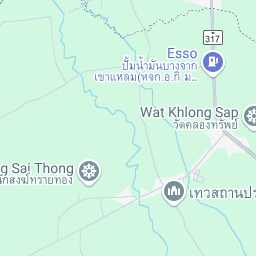 317
Esso
ปั้มน้ำมันบางจาก
เขาแหลม(หจก.อ.กิ ม...
Wat Khlong Sap
วัดคลองทรัพย์
g Sai Thong
นักสงฆ์ทรายทอง
เทวสถานปร